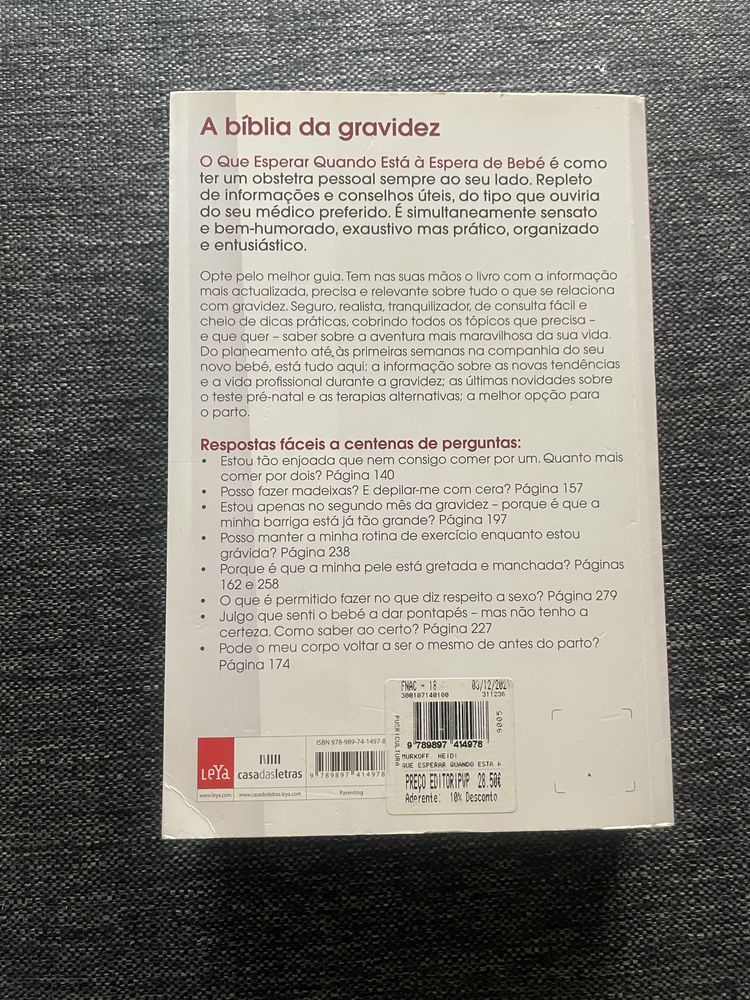 A bíblia da gravidez
O Que Esperar Quando Está à Espera de Bebé é como
ter um obstetra pessoal sempre ao seu lado. Repleto
de informações e conselhos úteis, do tipo que ouviria
do seu médico preferido. É simultaneamente sensato
e bem-humorado, exaustivo mas prático, organizado
e entusiástico.
Opte pelo melhor guia. Tem nas suas mãos o livro com a informação
mais actualizada, precisa e relevante sobre tudo o que se relaciona
com gravidez. Seguro, realista, tranquilizador, de consulta fácil e
cheio de dicas práticas, cobrindo todos os tópicos que precisa –
e que quer – saber sobre a aventura mais maravilhosa da sua vida.
Do planeamento até às primeiras semanas na companhia do seu
novo bebé, está tudo aqui: a informação sobre as novas tendências
e a vida profissional durante a gravidez; as últimas novidades sobre
o teste pré-natal e as terapias alternativas; a melhor opção para
o parto.
Respostas fáceis a centenas de perguntas:
• Estou tão enjoada que nem consigo comer por um. Quanto mais
comer por dois? Página 140
• Posso fazer madeixas? E depilar-me com cera? Página 157
• Estou apenas no segundo mês da gravidez – porque é que a
minha barriga está já tão grande? Página 197
• Posso manter a minha rotina de exercício enquanto estou
grávida? Página 238
• Porque é que a minha pele está gretada e manchada? Páginas
162 e 258
• O que é permitido fazer no que diz respeito a sexo? Página 279
• Julgo que senti o bebé a dar pontapés – mas não tenho a
certeza. Como saber ao certo? Página 227
• Pode o meu corpo voltar a ser o mesmo de antes do parto?
Página 174
FNAC - 18 03/12/202
300107140100 311236
PUERICULTURA
9005
9 789897 414978
MURKOFF, HEIDI
QUE ESPERAR QUANDO ESTA A
PREÇO EDITOR|PVP 28.50€
Aderente: 10% Desconto
LEYA
www.leya.com
casadasletras
www.casadasletras.leya.com
ISBN 978-989-74-1497-8
9 789897 414978
Parenting